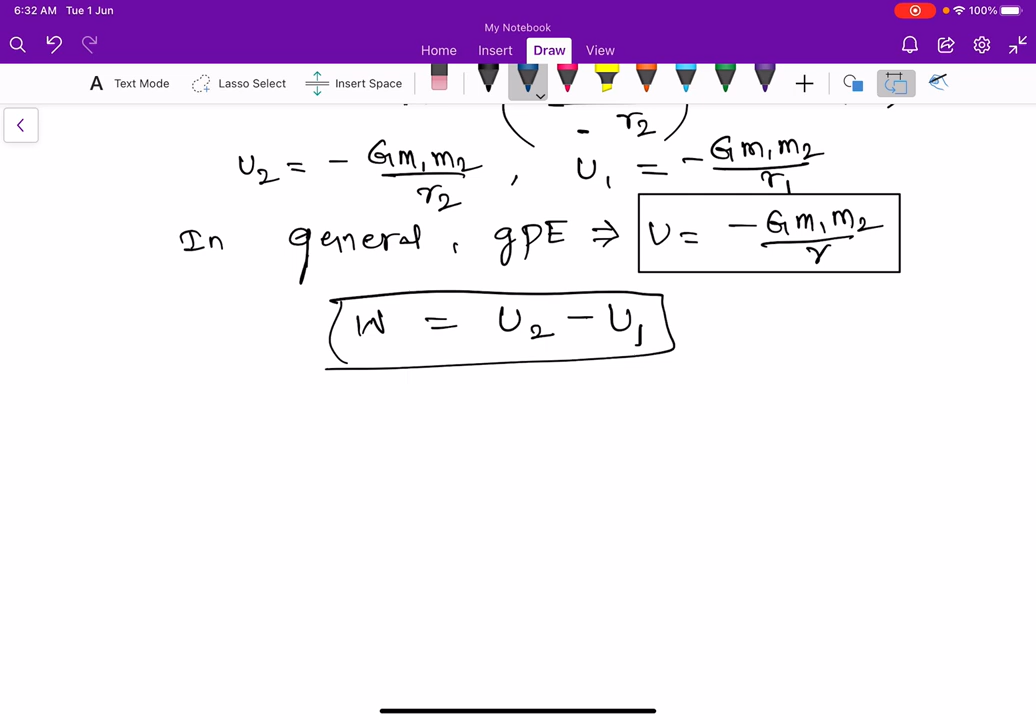 6:32 AM Tue 1 Jun 100%
My Notebook
Home Insert Draw View
Text Mode Lasso Select Insert Space
- r2
U2 = - Gm1m2/r2 , U1 = - Gm1m2/r1
In general, gPE ⇒ U = - Gm1m2/r
W = U2 - U1